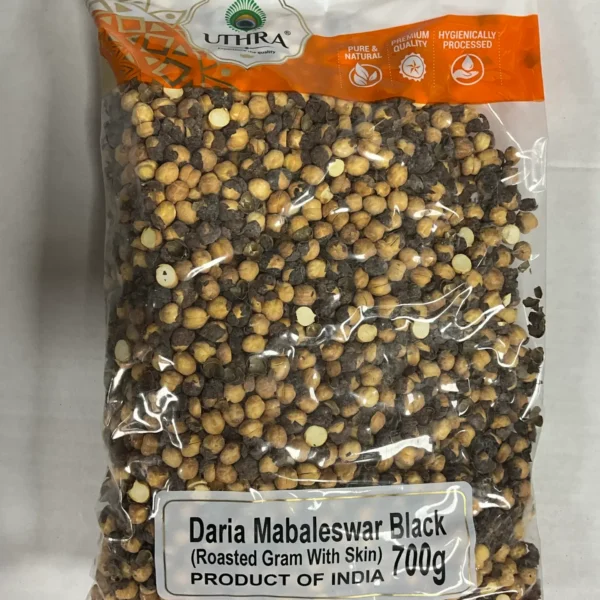 UTHRA®
PURE &
NATURAL
PREMIUM
QUALITY
HYGIENICALLY
PROCESSED
Daria Mabaleswar Black
(Roasted Gram With Skin) 700g
PRODUCT OF INDIA